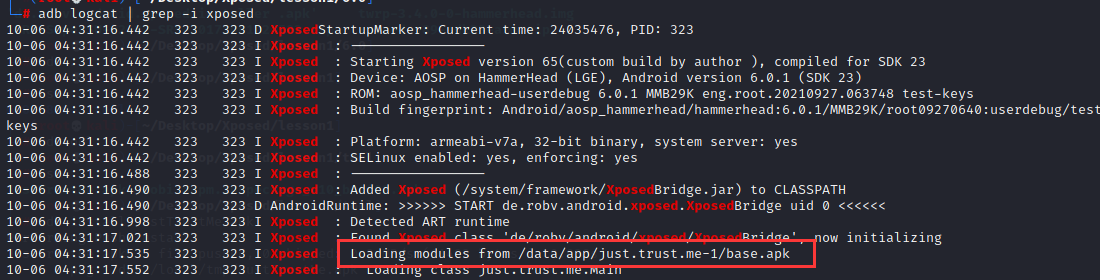 └─# adb logcat | grep -i xposed
10-06 04:31:16.442   323   323 D XposedStartupMarker: Current time: 24035476, PID: 323
10-06 04:31:16.442   323   323 I Xposed  : -----------------
10-06 04:31:16.442   323   323 I Xposed  : Starting Xposed version 65(custom build by author ), compiled for SDK 23
10-06 04:31:16.442   323   323 I Xposed  : Device: AOSP on HammerHead (LGE), Android version 6.0.1 (SDK 23)
10-06 04:31:16.442   323   323 I Xposed  : ROM: aosp_hammerhead-userdebug 6.0.1 MMB29K eng.root.20210927.063748 test-keys
10-06 04:31:16.442   323   323 I Xposed  : Build fingerprint: Android/aosp_hammerhead/hammerhead:6.0.1/MMB29K/root09270640:userdebug/test
keys
10-06 04:31:16.442   323   323 I Xposed  : Platform: armeabi-v7a, 32-bit binary, system server: yes
10-06 04:31:16.442   323   323 I Xposed  : SELinux enabled: yes, enforcing: yes
10-06 04:31:16.488   323   323 I Xposed  : -----------------
10-06 04:31:16.490   323   323 I Xposed  : Added Xposed (/system/framework/XposedBridge.jar) to CLASSPATH
10-06 04:31:16.490   323   323 D AndroidRuntime: >>>>>> START de.robv.android.xposed.XposedBridge uid 0 <<<<<<
10-06 04:31:16.998   323   323 I Xposed  : Detected ART runtime
10-06 04:31:17.021   323   323 I Xposed  : Found Xposed class 'de/robv/android/xposed/XposedBridge', now initializing
10-06 04:31:17.535   323   323 I Xposed  : Loading modules from /data/app/just.trust.me-1/base.apk
10-06 04:31:17.552   323   323 I Xposed  :   Loading class just.trust.me.Main